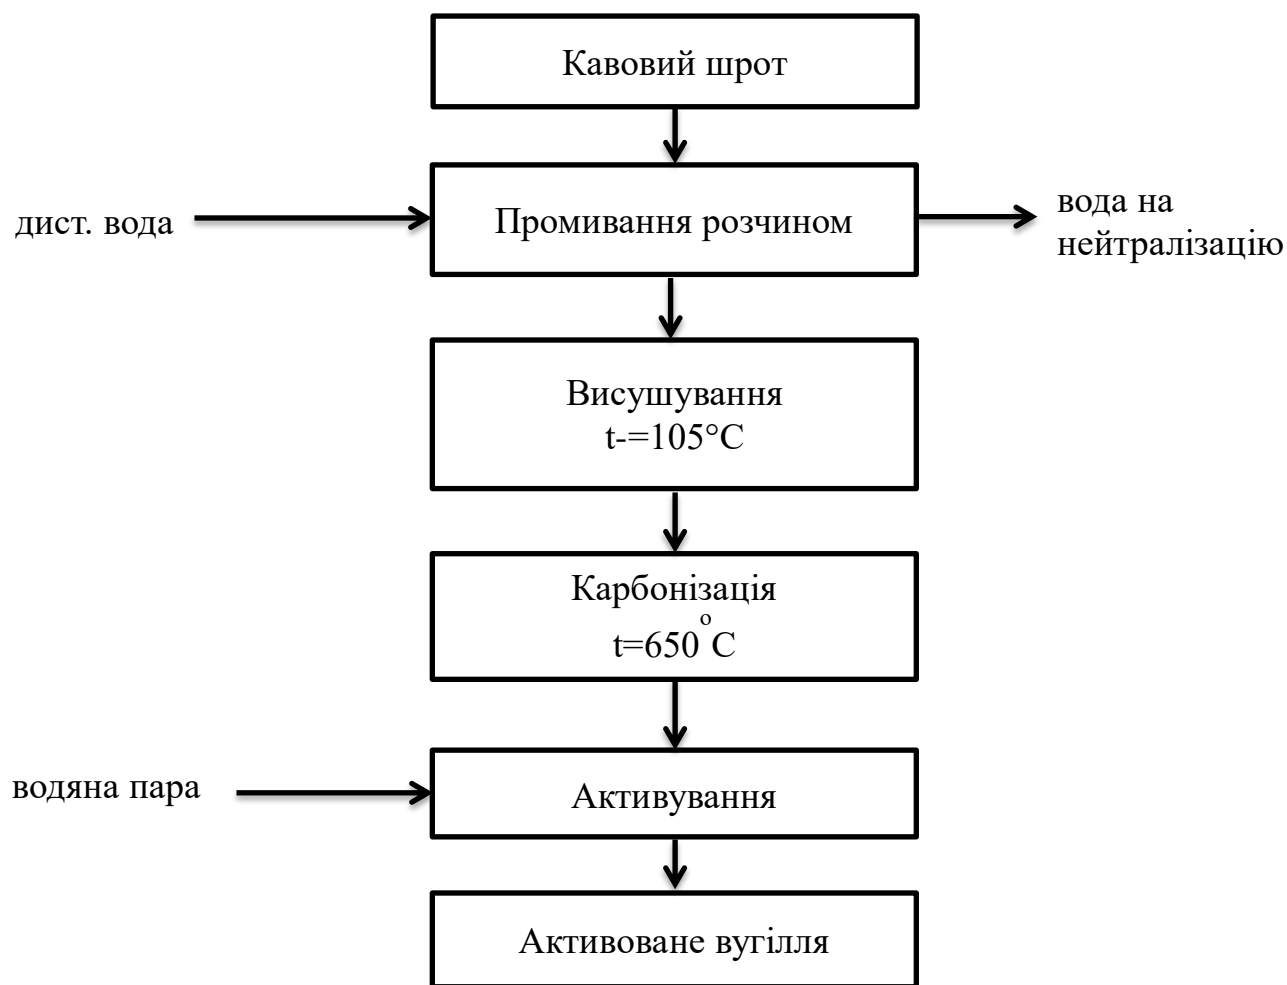 Кавовий шрот
дист. вода
Промивання розчином
вода на
нейтралізацію
Висушування
t-=105°C
Карбонізація
t=650°C
водяна пара
Активування
Активоване вугілля